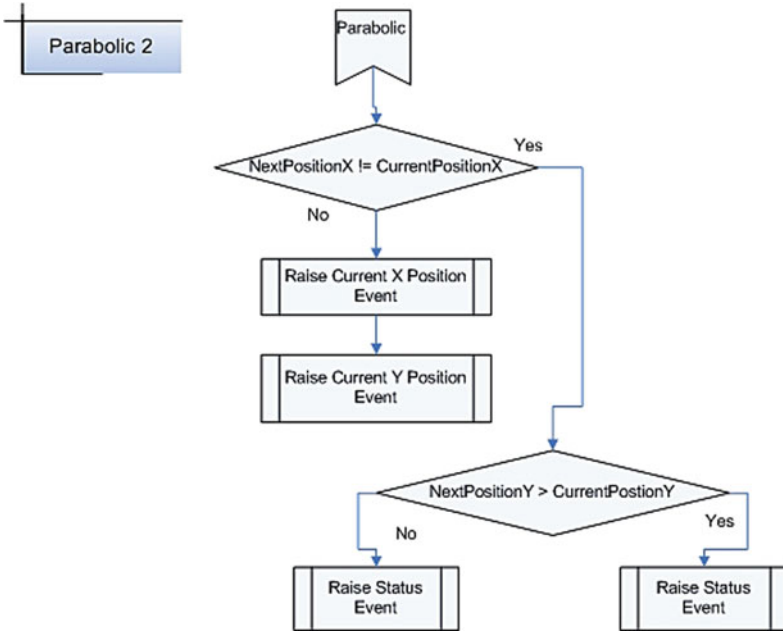 Parabolic 2
Parabolic
Yes
NextPositionX != CurrentPositionX
No
Raise Current X Position
Event
Raise Current Y Position
Event
NextPositionY > CurrentPostionY
No
Yes
Raise Status
Event
Raise Status
Event